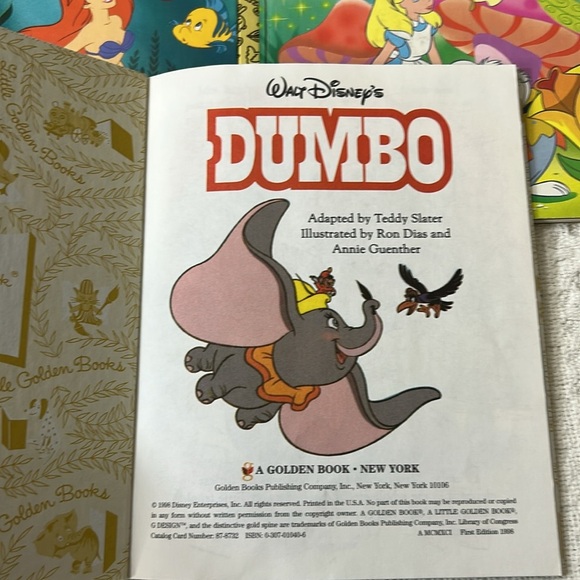 Walt Disney's
DUMBO
Adapted by Teddy Slater
Illustrated by Ron Dias and
Annie Guenther
A GOLDEN BOOK • NEW YORK
Golden Books Publishing Company, Inc., New York, New York 10106
© 1998 Disney Enterprises, Inc. All rights reserved. Printed in the U.S.A. No part of this book may be reproduced or copied
in any form without written permission from the copyright owner. A GOLDEN BOOK®, A LITTLE GOLDEN BOOK®,
G DESIGN™, and the distinctive gold spine are trademarks of Golden Books Publishing Company, Inc. Library of Congress
Catalog Card Number: 87-8732 ISBN: 0-307-01040-6 A MCMXCI First Edition 1998
Little Golden Books
Little Golden Books
Golden Books